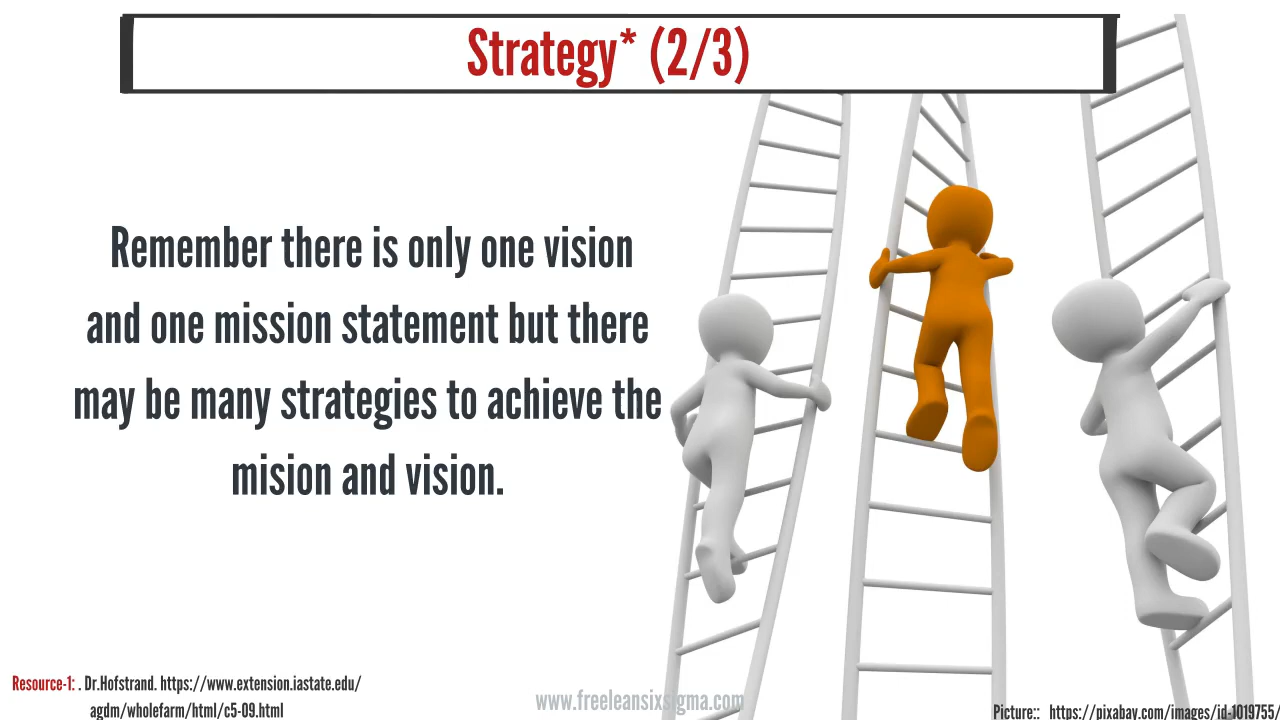 Strategy* (2/3)
Remember there is only one vision
and one mission statement but there
may be many strategies to achieve the
mision and vision.
Resource-1: . Dr.Hofstrand. https://www.extension.iastate.edu/
agdm/wholefarm/html/c5-09.html
www.freeleansixsigma.com
Picture:: https://pixabay.com/images/id-1019755/